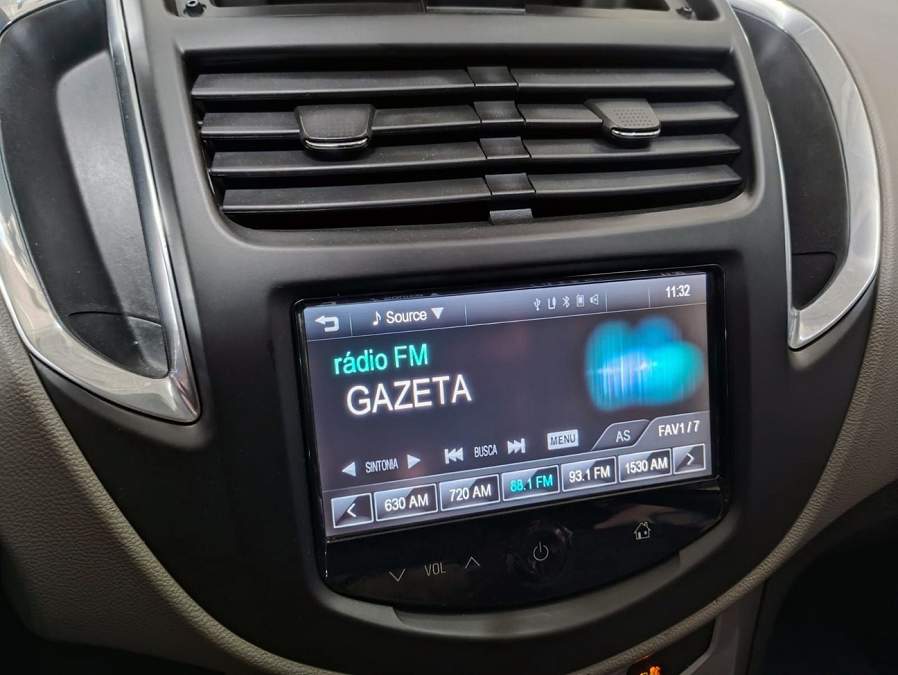 Source 11:32
rádio FM
GAZETA
SINTONIA BUSCA MENU AS FAV1/7
630 AM 720 AM 88.1 FM 93.1 FM 1530 AM
VOL